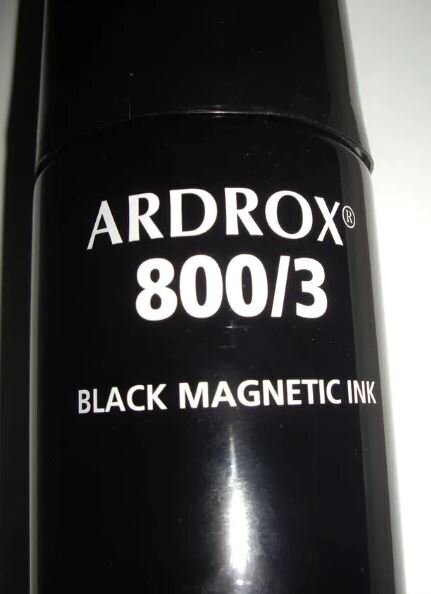 ARDROX®
800/3
BLACK MAGNETIC INK